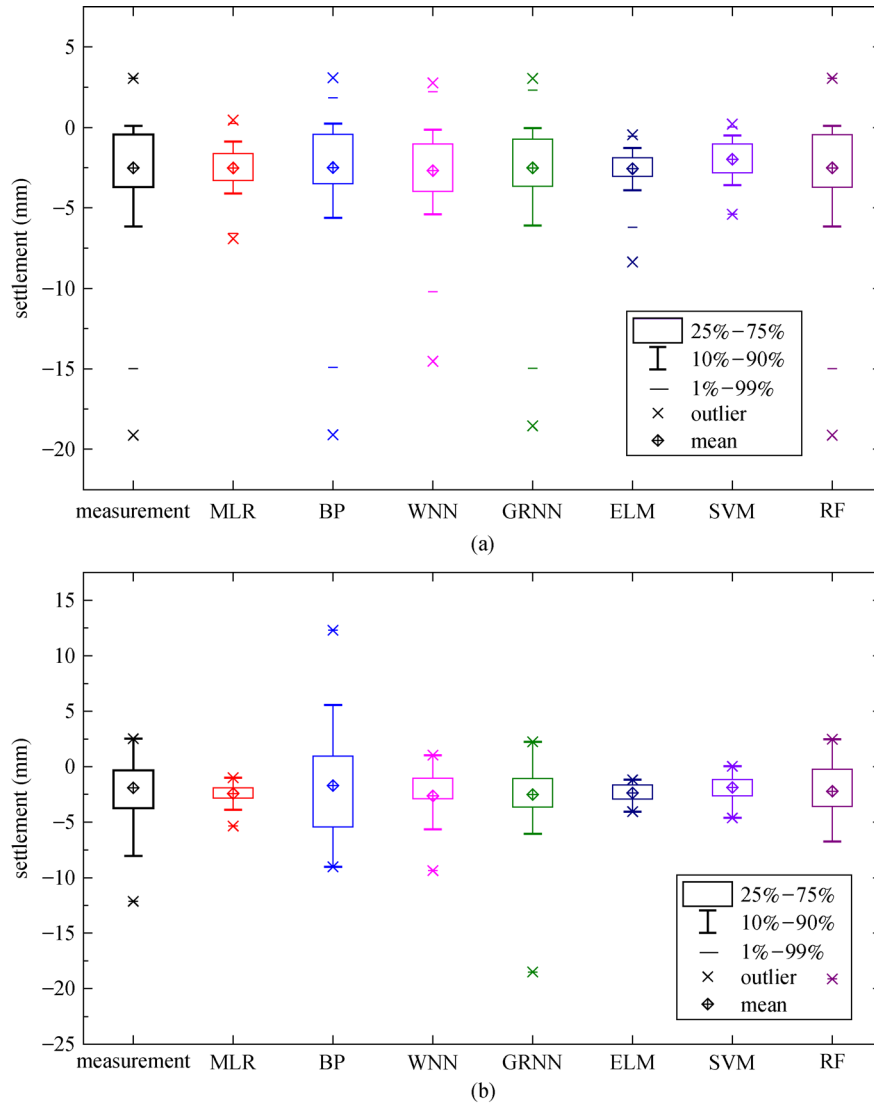 5
0
−5
−10
−15
−20
settlement (mm)
25%−75%
10%−90%
1%−99%
outlier
mean
measurement MLR BP WNN GRNN ELM SVM RF
(a)
15
10
5
0
−5
−10
−15
−20
−25
settlement (mm)
25%−75%
10%−90%
1%−99%
outlier
mean
measurement MLR BP WNN GRNN ELM SVM RF
(b)